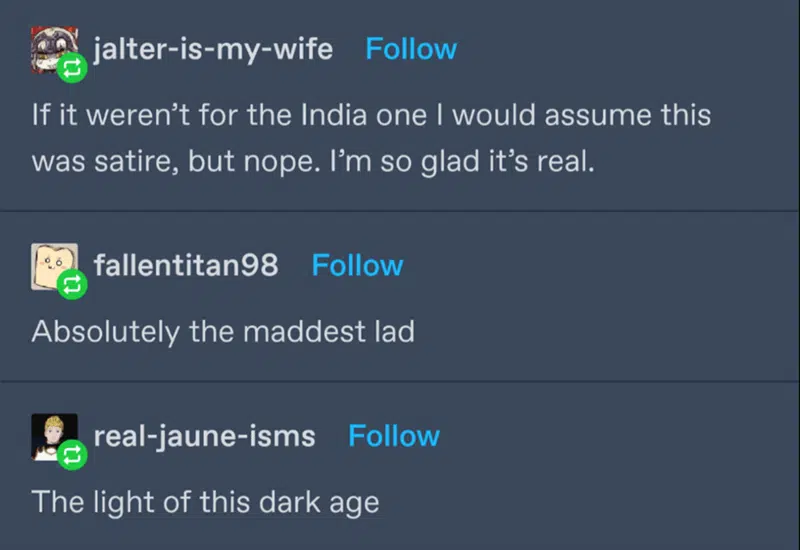 jalter-is-my-wife Follow
If it weren’t for the India one I would assume this
was satire, but nope. I’m so glad it’s real.
fallentitan98 Follow
Absolutely the maddest lad
real-jaune-isms Follow
The light of this dark age